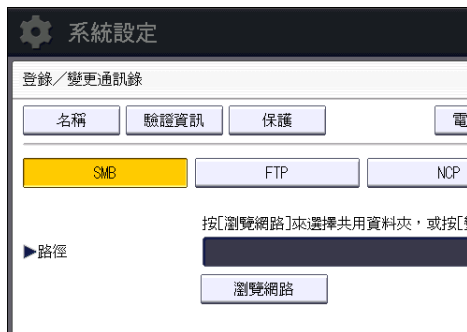 系統設定
登錄／變更通訊錄
名稱 驗證資訊 保護 電
SMB FTP NCP
按[瀏覽網路]來選擇共用資料夾，或按[
▶路徑
瀏覽網路